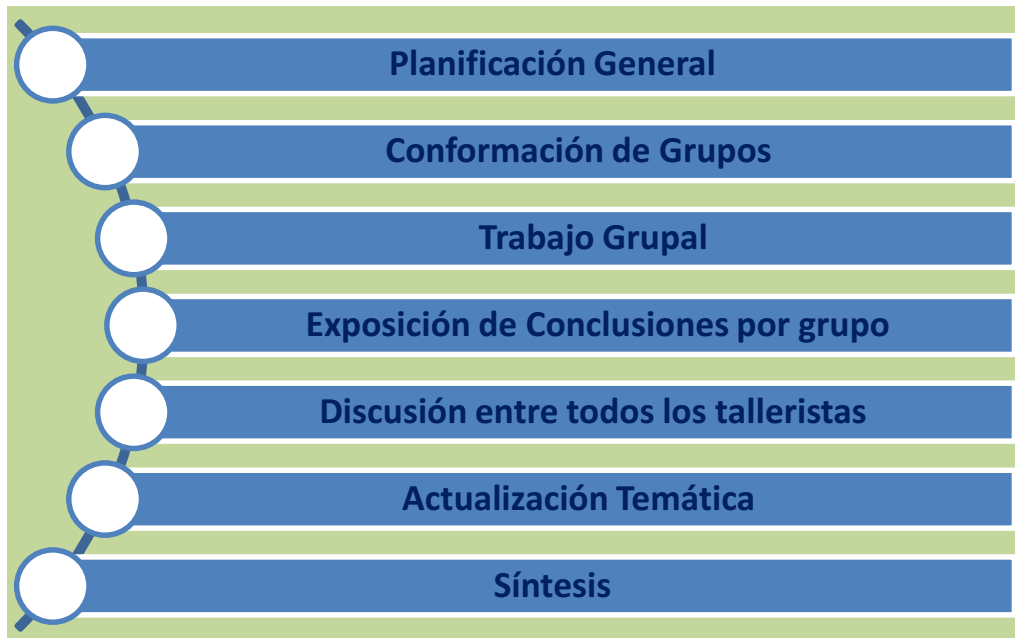 Planificación General
Conformación de Grupos
Trabajo Grupal
Exposición de Conclusiones por grupo
Discusión entre todos los talleristas
Actualización Temática
Síntesis